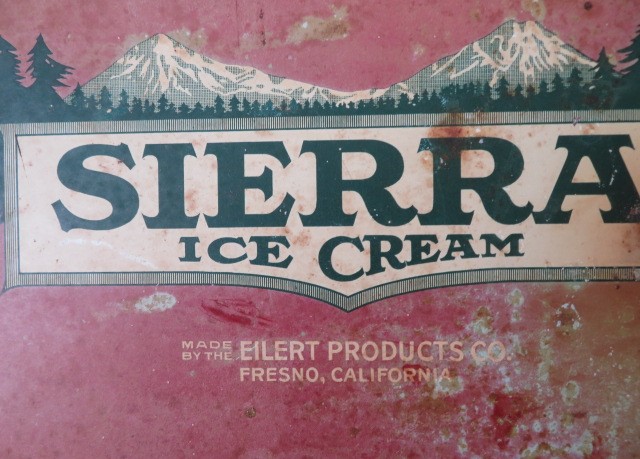 SIERRA
ICE CREAM
MADE
BY THE EILERT PRODUCTS CO.
FRESNO, CALIFORNIA